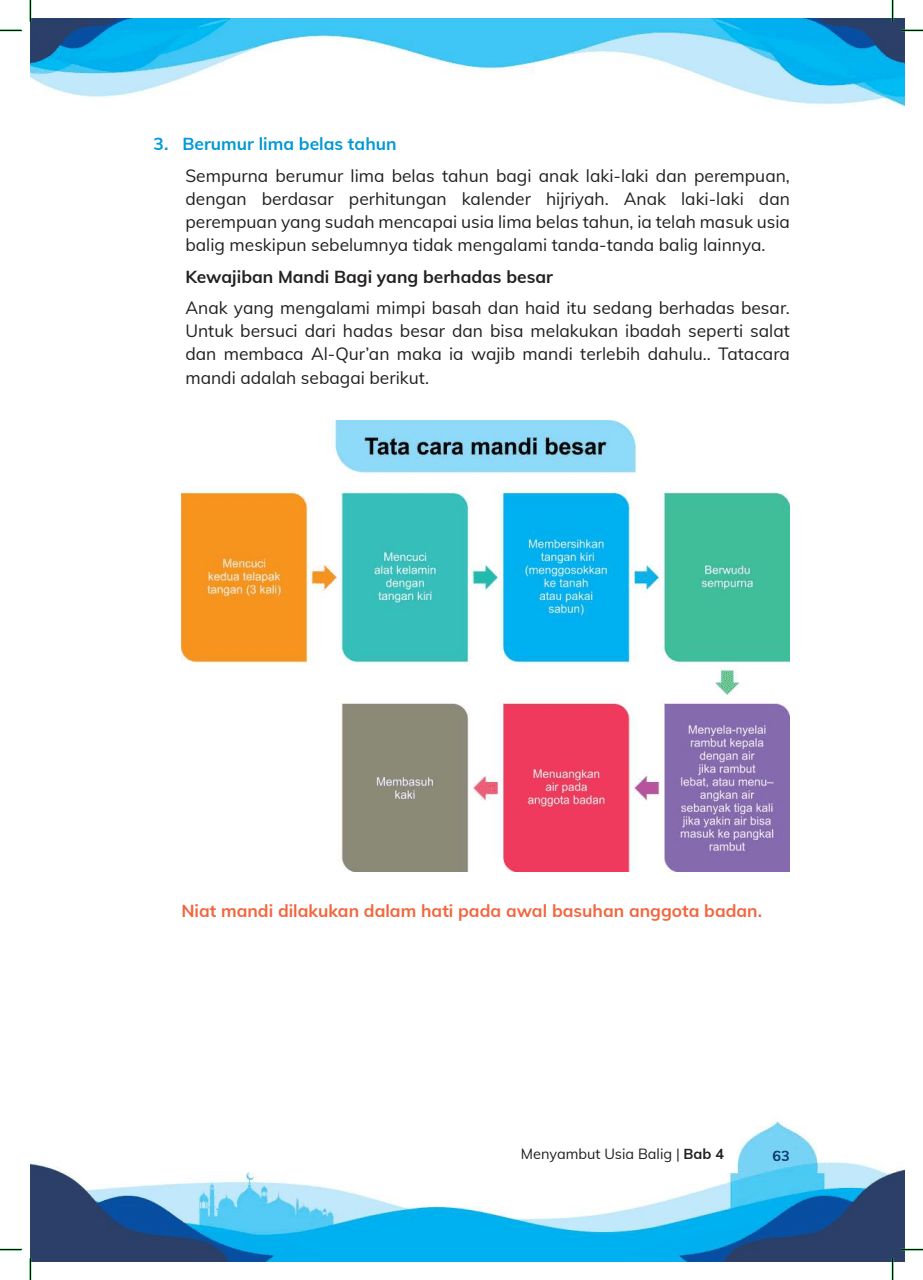 3. Berumur lima belas tahun
Sempurna berumur lima belas tahun bagi anak laki-laki dan perempuan,
dengan berdasar perhitungan kalender hijriyah. Anak laki-laki dan
perempuan yang sudah mencapai usia lima belas tahun, ia telah masuk usia
balig meskipun sebelumnya tidak mengalami tanda-tanda balig lainnya.
Kewajiban Mandi Bagi yang berhadas besar
Anak yang mengalami mimpi basah dan haid itu sedang berhadas besar.
Untuk bersuci dari hadas besar dan bisa melakukan ibadah seperti salat
dan membaca Al-Qur’an maka ia wajib mandi terlebih dahulu.. Tatacara
mandi adalah sebagai berikut.
Tata cara mandi besar
Mencuci
kedua telapak
tangan (3 kali)
Mencuci
alat kelamin
dengan
tangan kiri
Membersihkan
tangan kiri
(menggosokkan
ke tanah
atau pakai
sabun)
Berwudu
sempurna
Menyela-nyelai
rambut kepala
dengan air
jika rambut
lebat, atau menu–
angkan air
sebanyak tiga kali
jika yakin air bisa
masuk ke pangkal
rambut
Menuangkan
air pada
anggota badan
Membasuh
kaki
Niat mandi dilakukan dalam hati pada awal basuhan anggota badan.
Menyambut Usia Balig | Bab 4 63